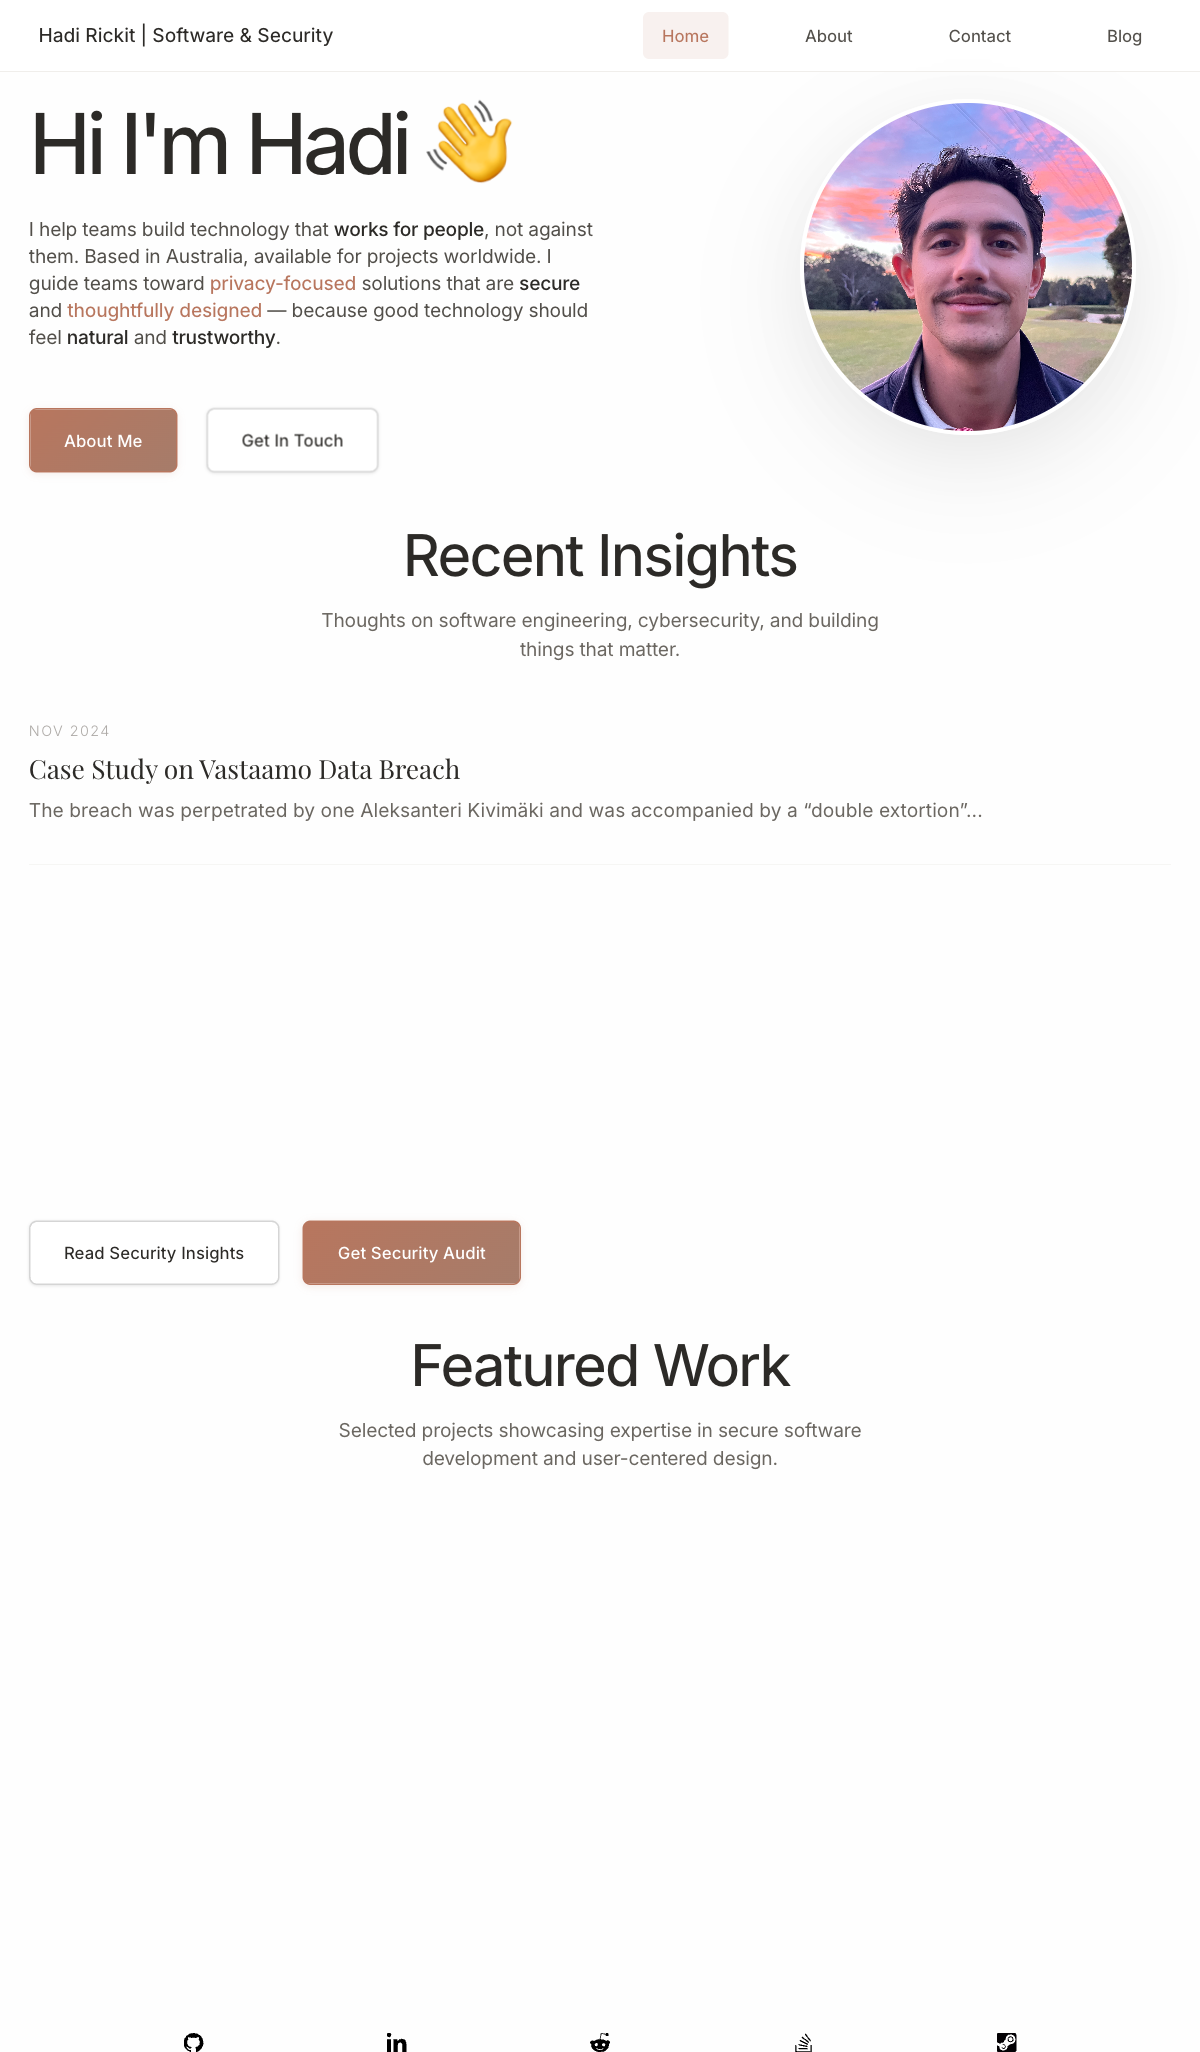 Hadi Rickit | Software & Security
Home
About
Contact
Blog
Hi I'm Hadi 👋
I help teams build technology that works for people, not against
them. Based in Australia, available for projects worldwide. I
guide teams toward privacy-focused solutions that are secure
and thoughtfully designed — because good technology should
feel natural and trustworthy.
About Me
Get In Touch
Recent Insights
Thoughts on software engineering, cybersecurity, and building
things that matter.
NOV 2024
Case Study on Vastaamo Data Breach
The breach was perpetrated by one Aleksanteri Kivimäki and was accompanied by a “double extortion”...
Read Security Insights
Get Security Audit
Featured Work
Selected projects showcasing expertise in secure software
development and user-centered design.